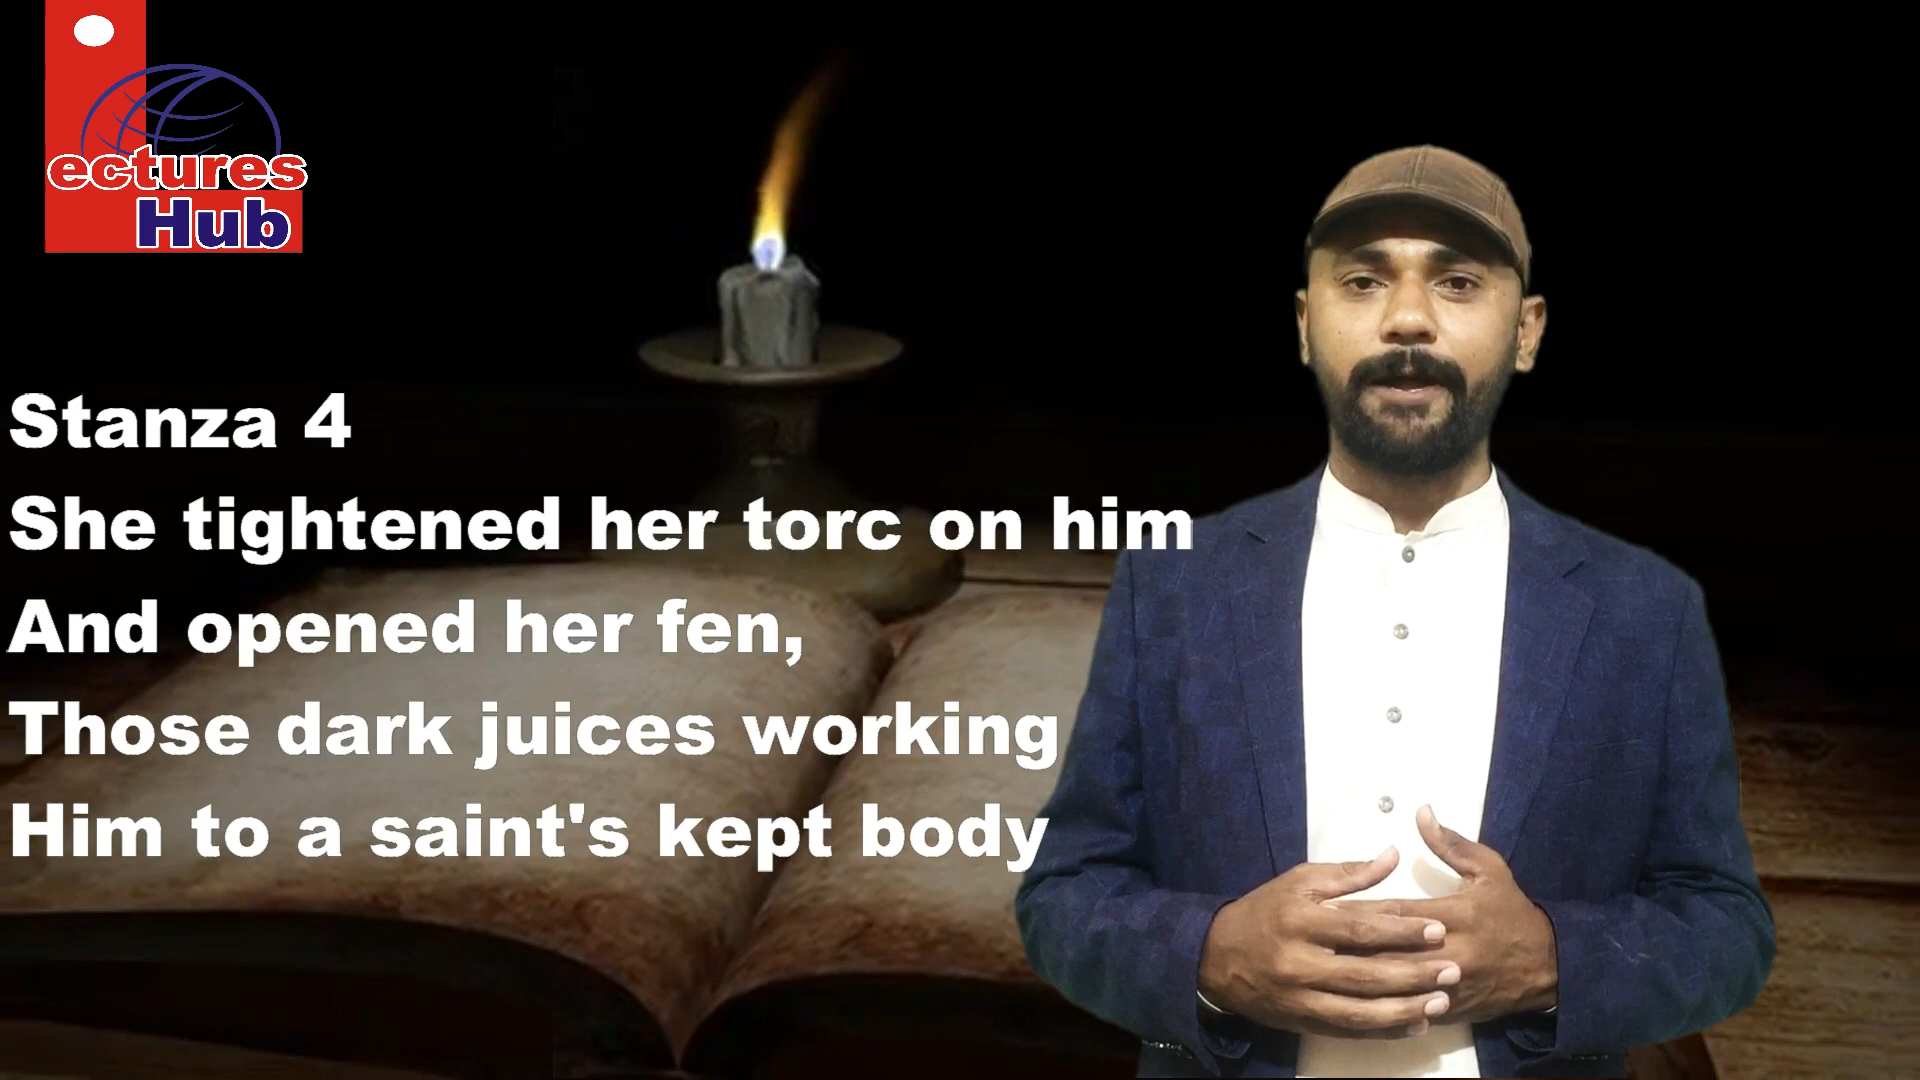 ectures
Hub
Stanza 4
She tightened her torc on him
And opened her fen,
Those dark juices working
Him to a saint's kept body